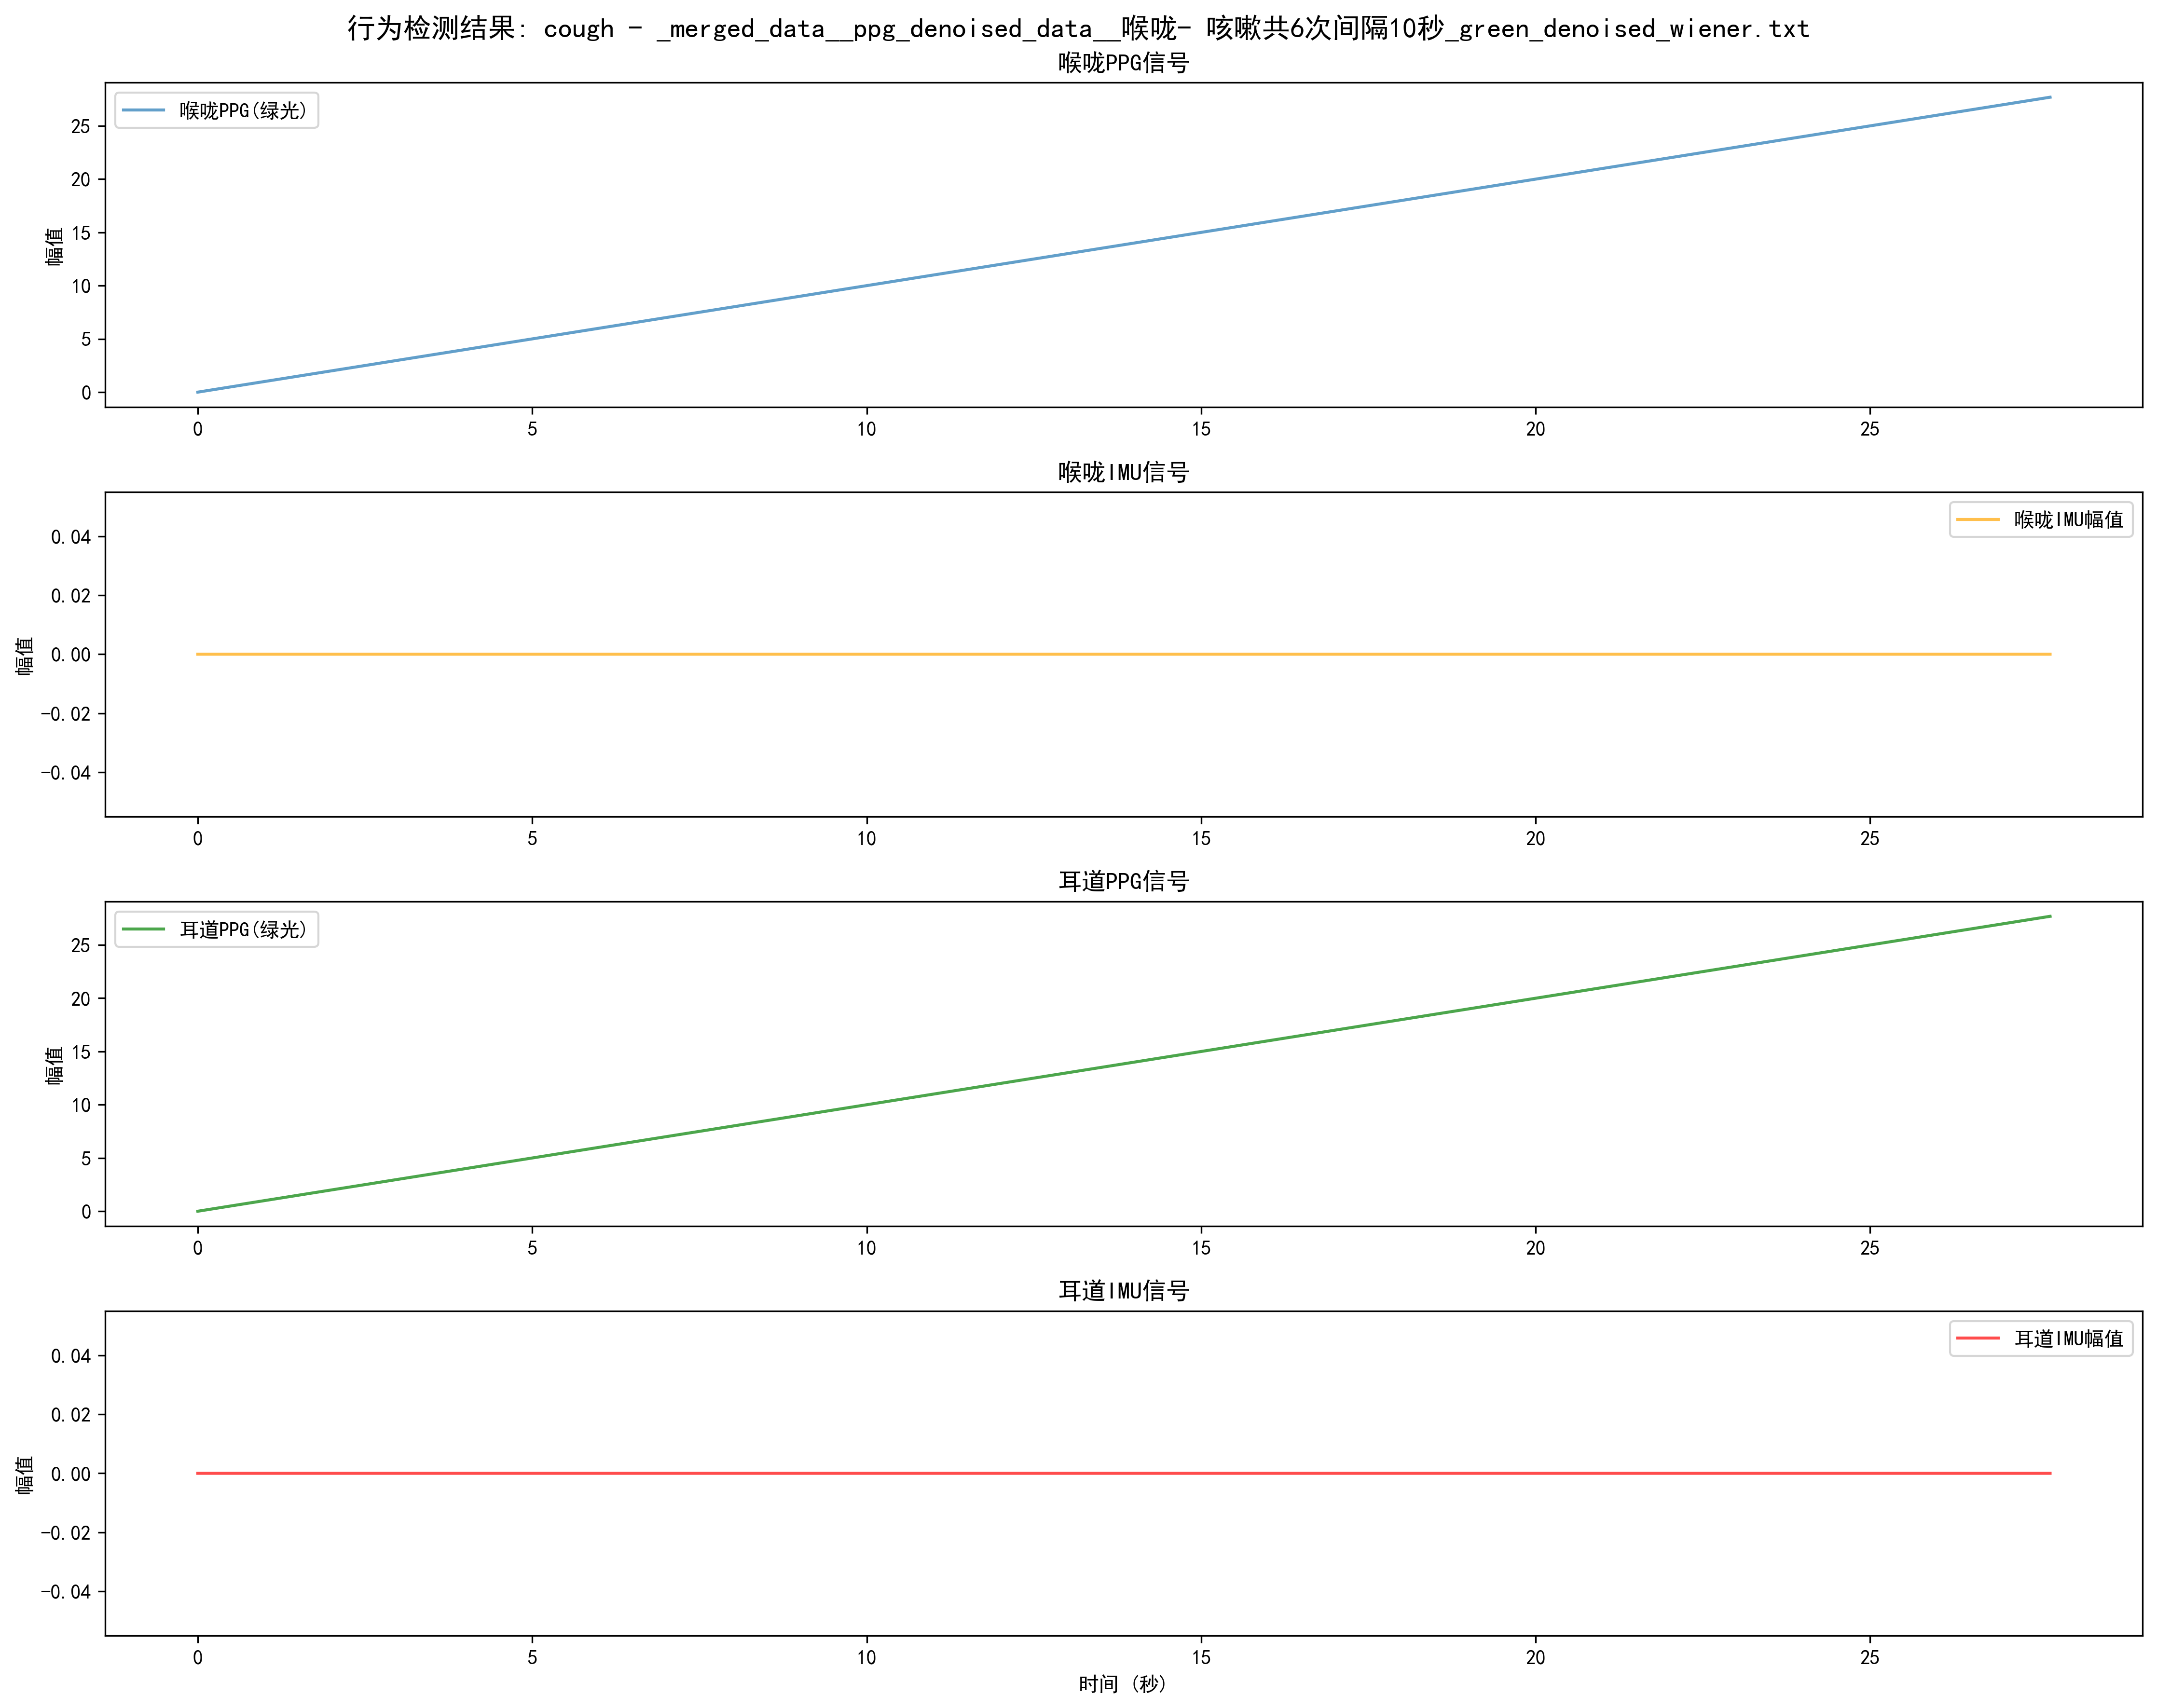 行为检测结果: cough - _merged_data__ppg_denoised_data__喉咙- 咳嗽共6次间隔10秒_green_denoised_wiener.txt
喉咙PPG信号
喉咙PPG(绿光)
幅值
25
20
15
10
5
0
0 5 10 15 20 25
喉咙IMU信号
喉咙IMU幅值
幅值
0.04
0.02
0.00
-0.02
-0.04
0 5 10 15 20 25
耳道PPG信号
耳道PPG(绿光)
幅值
25
20
15
10
5
0
0 5 10 15 20 25
耳道IMU信号
耳道IMU幅值
幅值
0.04
0.02
0.00
-0.02
-0.04
0 5 10 15 20 25
时间 (秒)